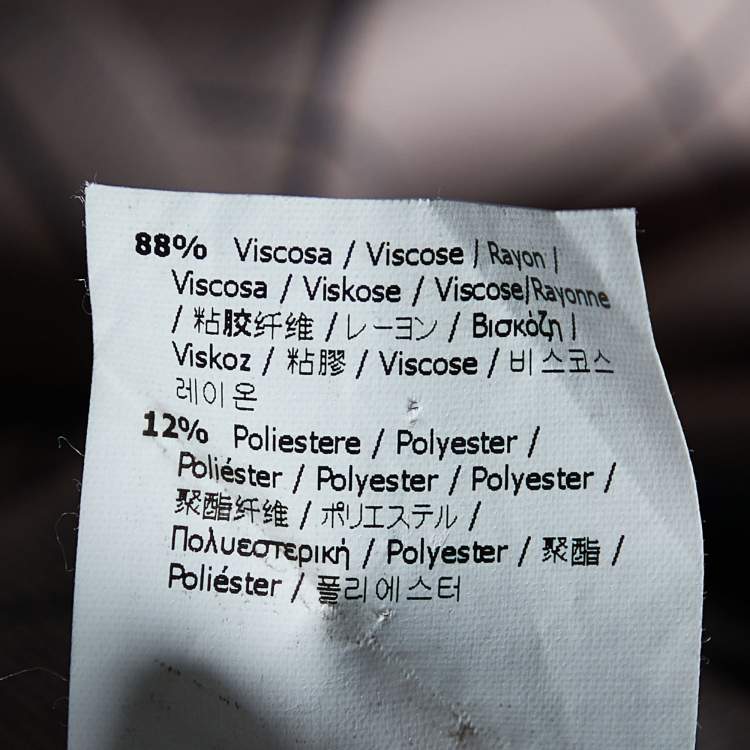 88% Viscosa / Viscose / Rayon /
Viscosa / Viskose / Viscose/Rayonne
/ 粘胶纤维 / レーヨン / Βισκόζη /
Viskoz / 粘膠 / Viscose / 비스코스
레이온
12% Poliestere / Polyester /
Poliéster / Polyester / Polyester /
聚酯纤维 / ポリエステル /
Πολυεστερική / Polyester / 聚酯 /
Poliéster / 폴리에스터